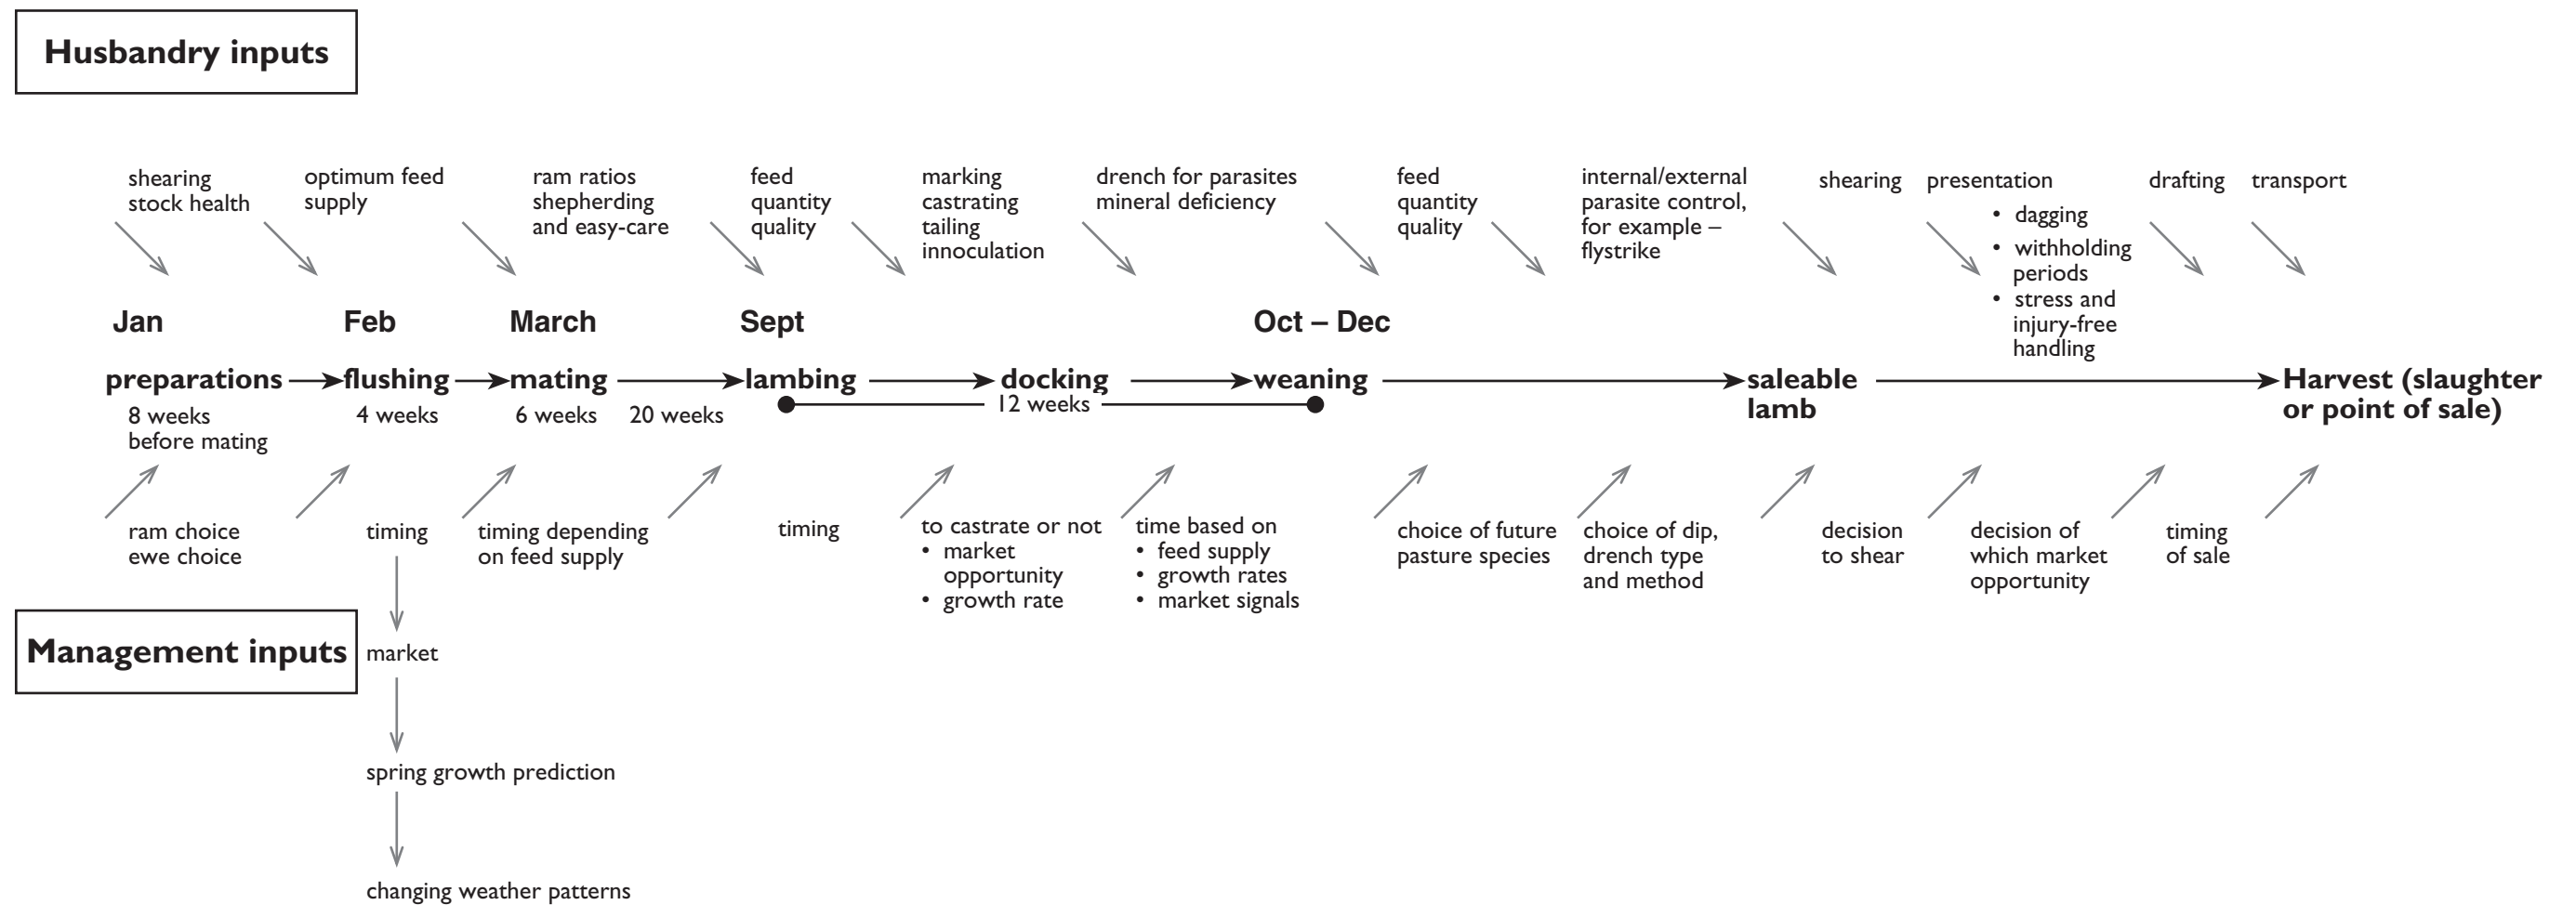 Husbandry inputs
shearing
stock health
optimum feed
supply
ram ratios
shepherding
and easy-care
feed
quantity
quality
marking
castrating
tailing
innoculation
drench for parasites
mineral deficiency
feed
quantity
quality
internal/external
parasite control,
for example –
flystrike
shearing
presentation
• dagging
• withholding
periods
• stress and
injury-free
handling
drafting
transport
Jan
Feb
March
Sept
Oct – Dec
preparations
8 weeks
before mating
flushing
4 weeks
mating
6 weeks
20 weeks
lambing
docking
12 weeks
weaning
saleable
lamb
Harvest (slaughter
or point of sale)
ram choice
ewe choice
timing
timing depending
on feed supply
timing
to castrate or not
• market
opportunity
• growth rate
time based on
• feed supply
• growth rates
• market signals
choice of future
pasture species
choice of dip,
drench type
and method
decision
to shear
decision of
which market
opportunity
timing
of sale
Management inputs
market
spring growth prediction
changing weather patterns